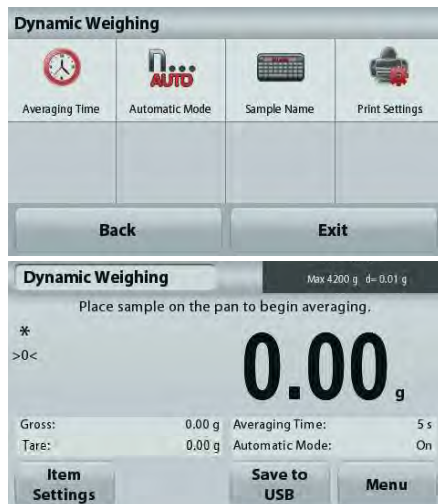 Dynamic Weighing
n... AUTO
Averaging Time Automatic Mode Sample Name Print Settings
Back Exit
Dynamic Weighing Max 4200 g d= 0.01 g
Place sample on the pan to begin averaging.
*
>0<
0.00 g
Gross: 0.00 g Averaging Time: 5 s
Tare: 0.00 g Automatic Mode: On
Item Settings Save to USB Menu